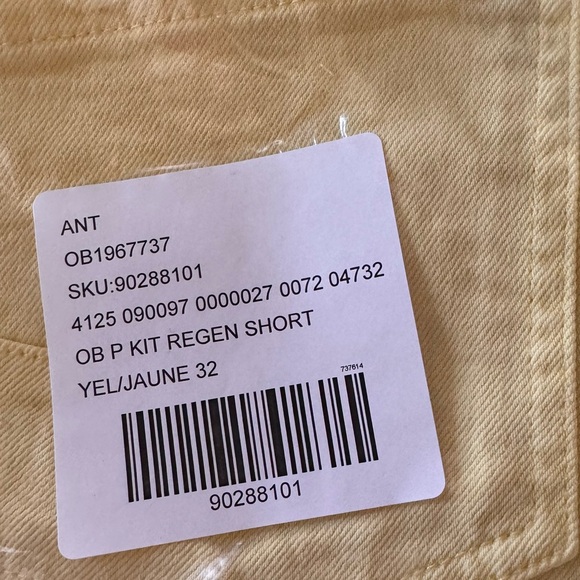 ANT
OB1967737
SKU:90288101
4125 090097 0000027 0072 04732
OB P KIT REGEN SHORT
YEL/JAUNE 32
737614
90288101